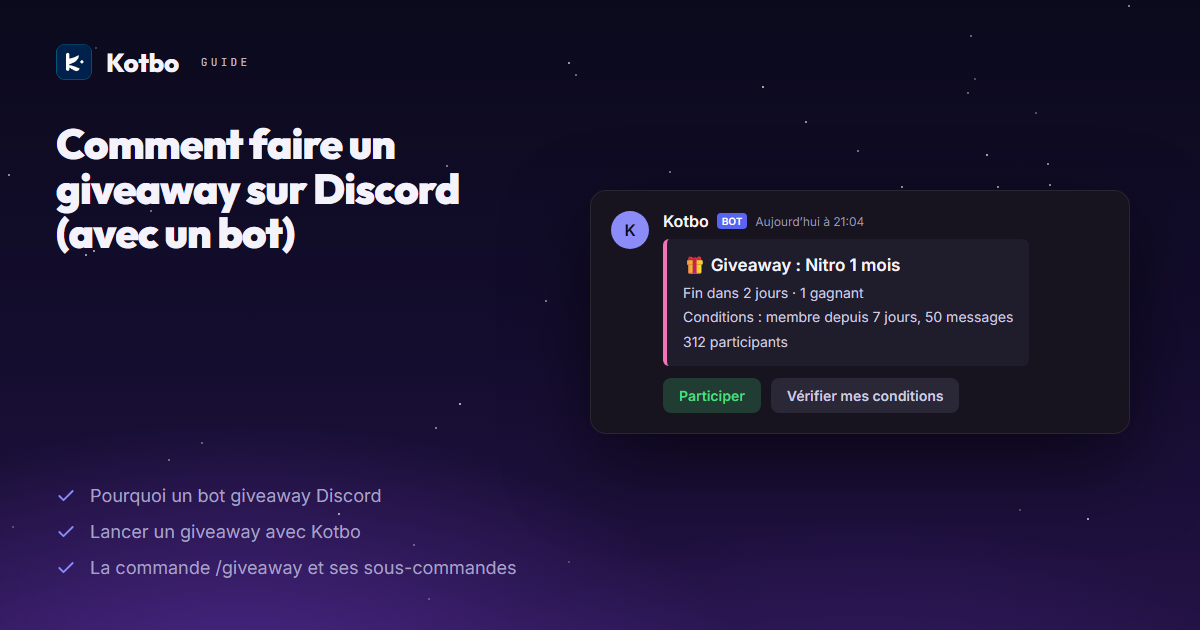 Kotbo GUIDE
Comment faire un
giveaway sur Discord
(avec un bot)
K
Kotbo BOT Aujourd'hui à 21:04
🎁 Giveaway : Nitro 1 mois
Fin dans 2 jours · 1 gagnant
Conditions : membre depuis 7 jours, 50 messages
312 participants
Participer Vérifier mes conditions
Pourquoi un bot giveaway Discord
Lancer un giveaway avec Kotbo
La commande /giveaway et ses sous-commandes